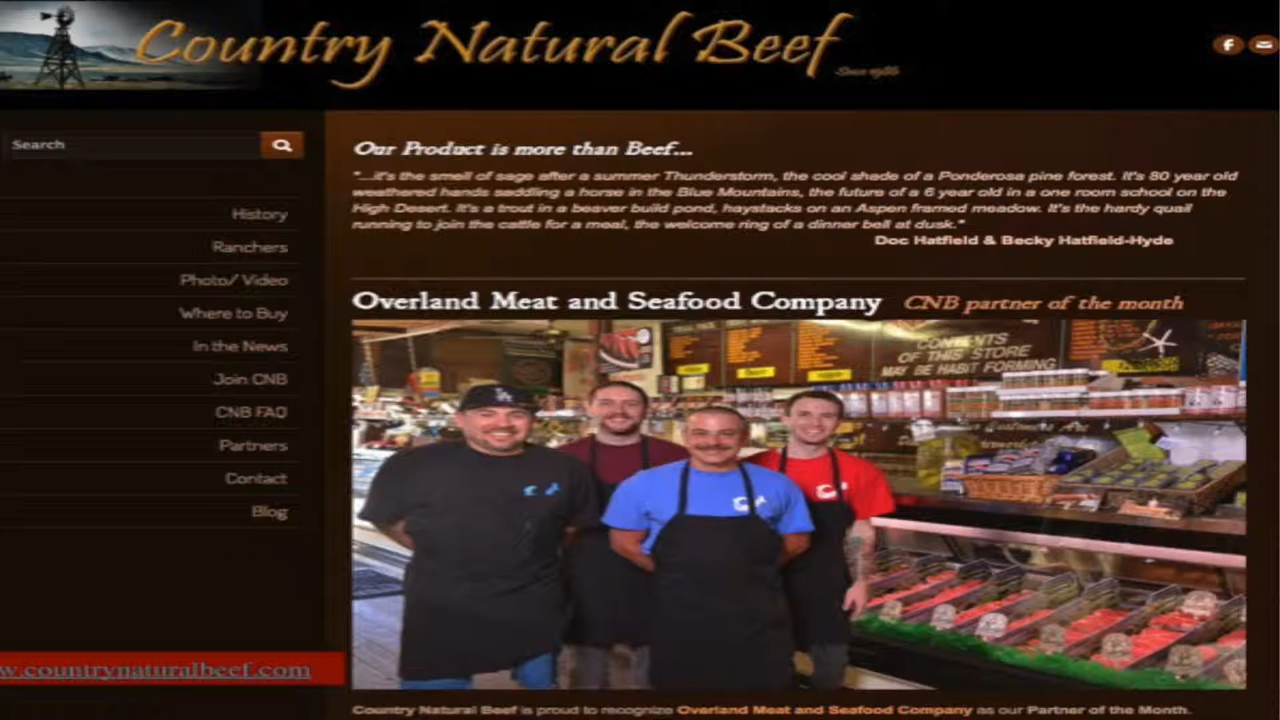 Country Natural Beef
Since 1986
Search
History
Ranchers
Photo/ Video
Where to Buy
In the News
Join CNB
CNB FAQ
Partners
Contact
Blog
w.countrynaturalbeef.com
Our Product is more than Beef...
"...it's the smell of sage after a summer Thunderstorm, the cool shade of a Ponderosa pine forest. It's 80 year old
weathered hands saddling a horse in the Blue Mountains, the future of a 6 year old in a one room school on the
High Desert. It's a trout in a beaver build pond, haystacks on an Aspen framed meadow. It's the hardy quail
running to join the cattle for a meal, the welcome ring of a dinner bell at dusk."
Doc Hatfield & Becky Hatfield-Hyde
Overland Meat and Seafood Company CNB partner of the month
CONTENTS
OF THIS STORE
MAY BE HABIT FORMING
LA
Country Natural Beef is proud to recognize Overland Meat and Seafood Company as our Partner of the Month.